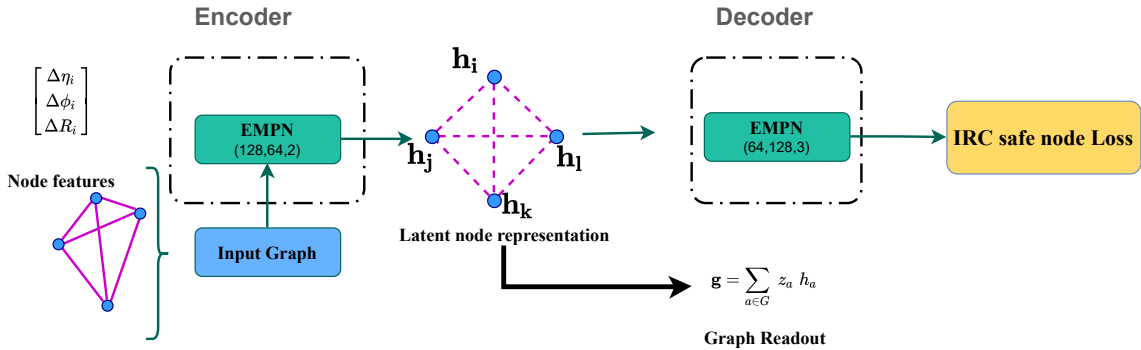 Encoder
Decoder
Δη_i
Δϕ_i
ΔR_i
Node features
EMPN
(128,64,2)
Input Graph
h_i
h_j
h_l
h_k
Latent node representation
EMPN
(64,128,3)
IRC safe node Loss
g = ∑_{a∈G} z_a h_a
Graph Readout